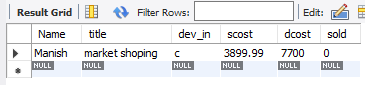 Result Grid Filter Rows: Edit:
Name title dev_in scost dcost sold
Manish market shoping c 3899.99 7700 0
NULL NULL NULL NULL NULL NULL